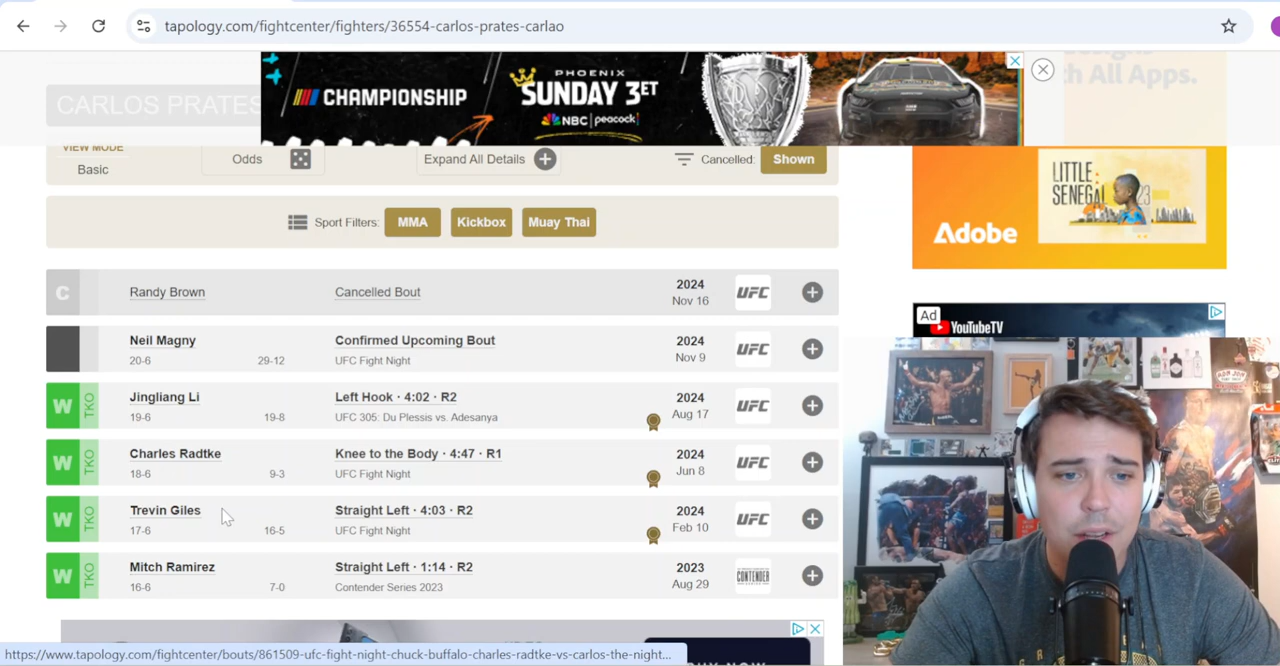 tapology.com/fightcenter/fighters/36554-carlos-prates-carlao
CHAMPIONSHIP
PHOENIX
SUNDAY 3ET
NBC peacock
th All Apps.
CARLOS PRATES
VIEW MODE
Basic
Odds
Expand All Details
Cancelled: Shown
LITTLE
SENEGAL
Adobe
Sport Filters: MMA Kickbox Muay Thai
C Randy Brown Cancelled Bout 2024 UFC
Nov 16
Neil Magny Confirmed Upcoming Bout 2024 UFC
20-6 29-12 UFC Fight Night Nov 9
W TKO Jingliang Li Left Hook · 4:02 · R2 2024 UFC
19-6 19-8 UFC 305: Du Plessis vs. Adesanya Aug 17
W TKO Charles Radtke Knee to the Body · 4:47 · R1 2024 UFC
18-6 9-3 UFC Fight Night Jun 8
W TKO Trevin Giles Straight Left · 4:03 · R2 2024 UFC
17-6 16-5 UFC Fight Night Feb 10
W TKO Mitch Ramirez Straight Left · 1:14 · R2 2023 CONTENDER
16-6 7-0 Contender Series 2023 Aug 29
Ad
YouTubeTV
https://www.tapology.com/fightcenter/bouts/861509-ufc-fight-night-chuck-buffalo-charles-radtke-vs-carlos-the-night...